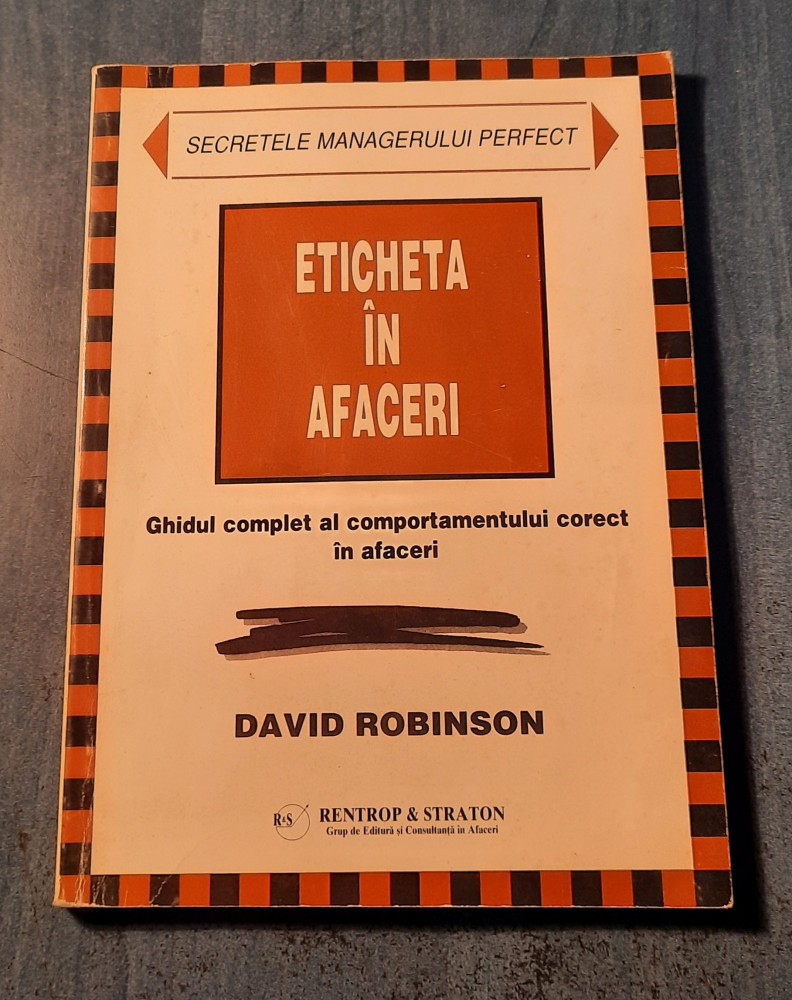 SECRETELE MANAGERULUI PERFECT
ETICHETA
ÎN
AFACERI
Ghidul complet al comportamentului corect
în afaceri
DAVID ROBINSON
R&S
RENTROP & STRATON
Grup de Editură și Consultanță în Afaceri